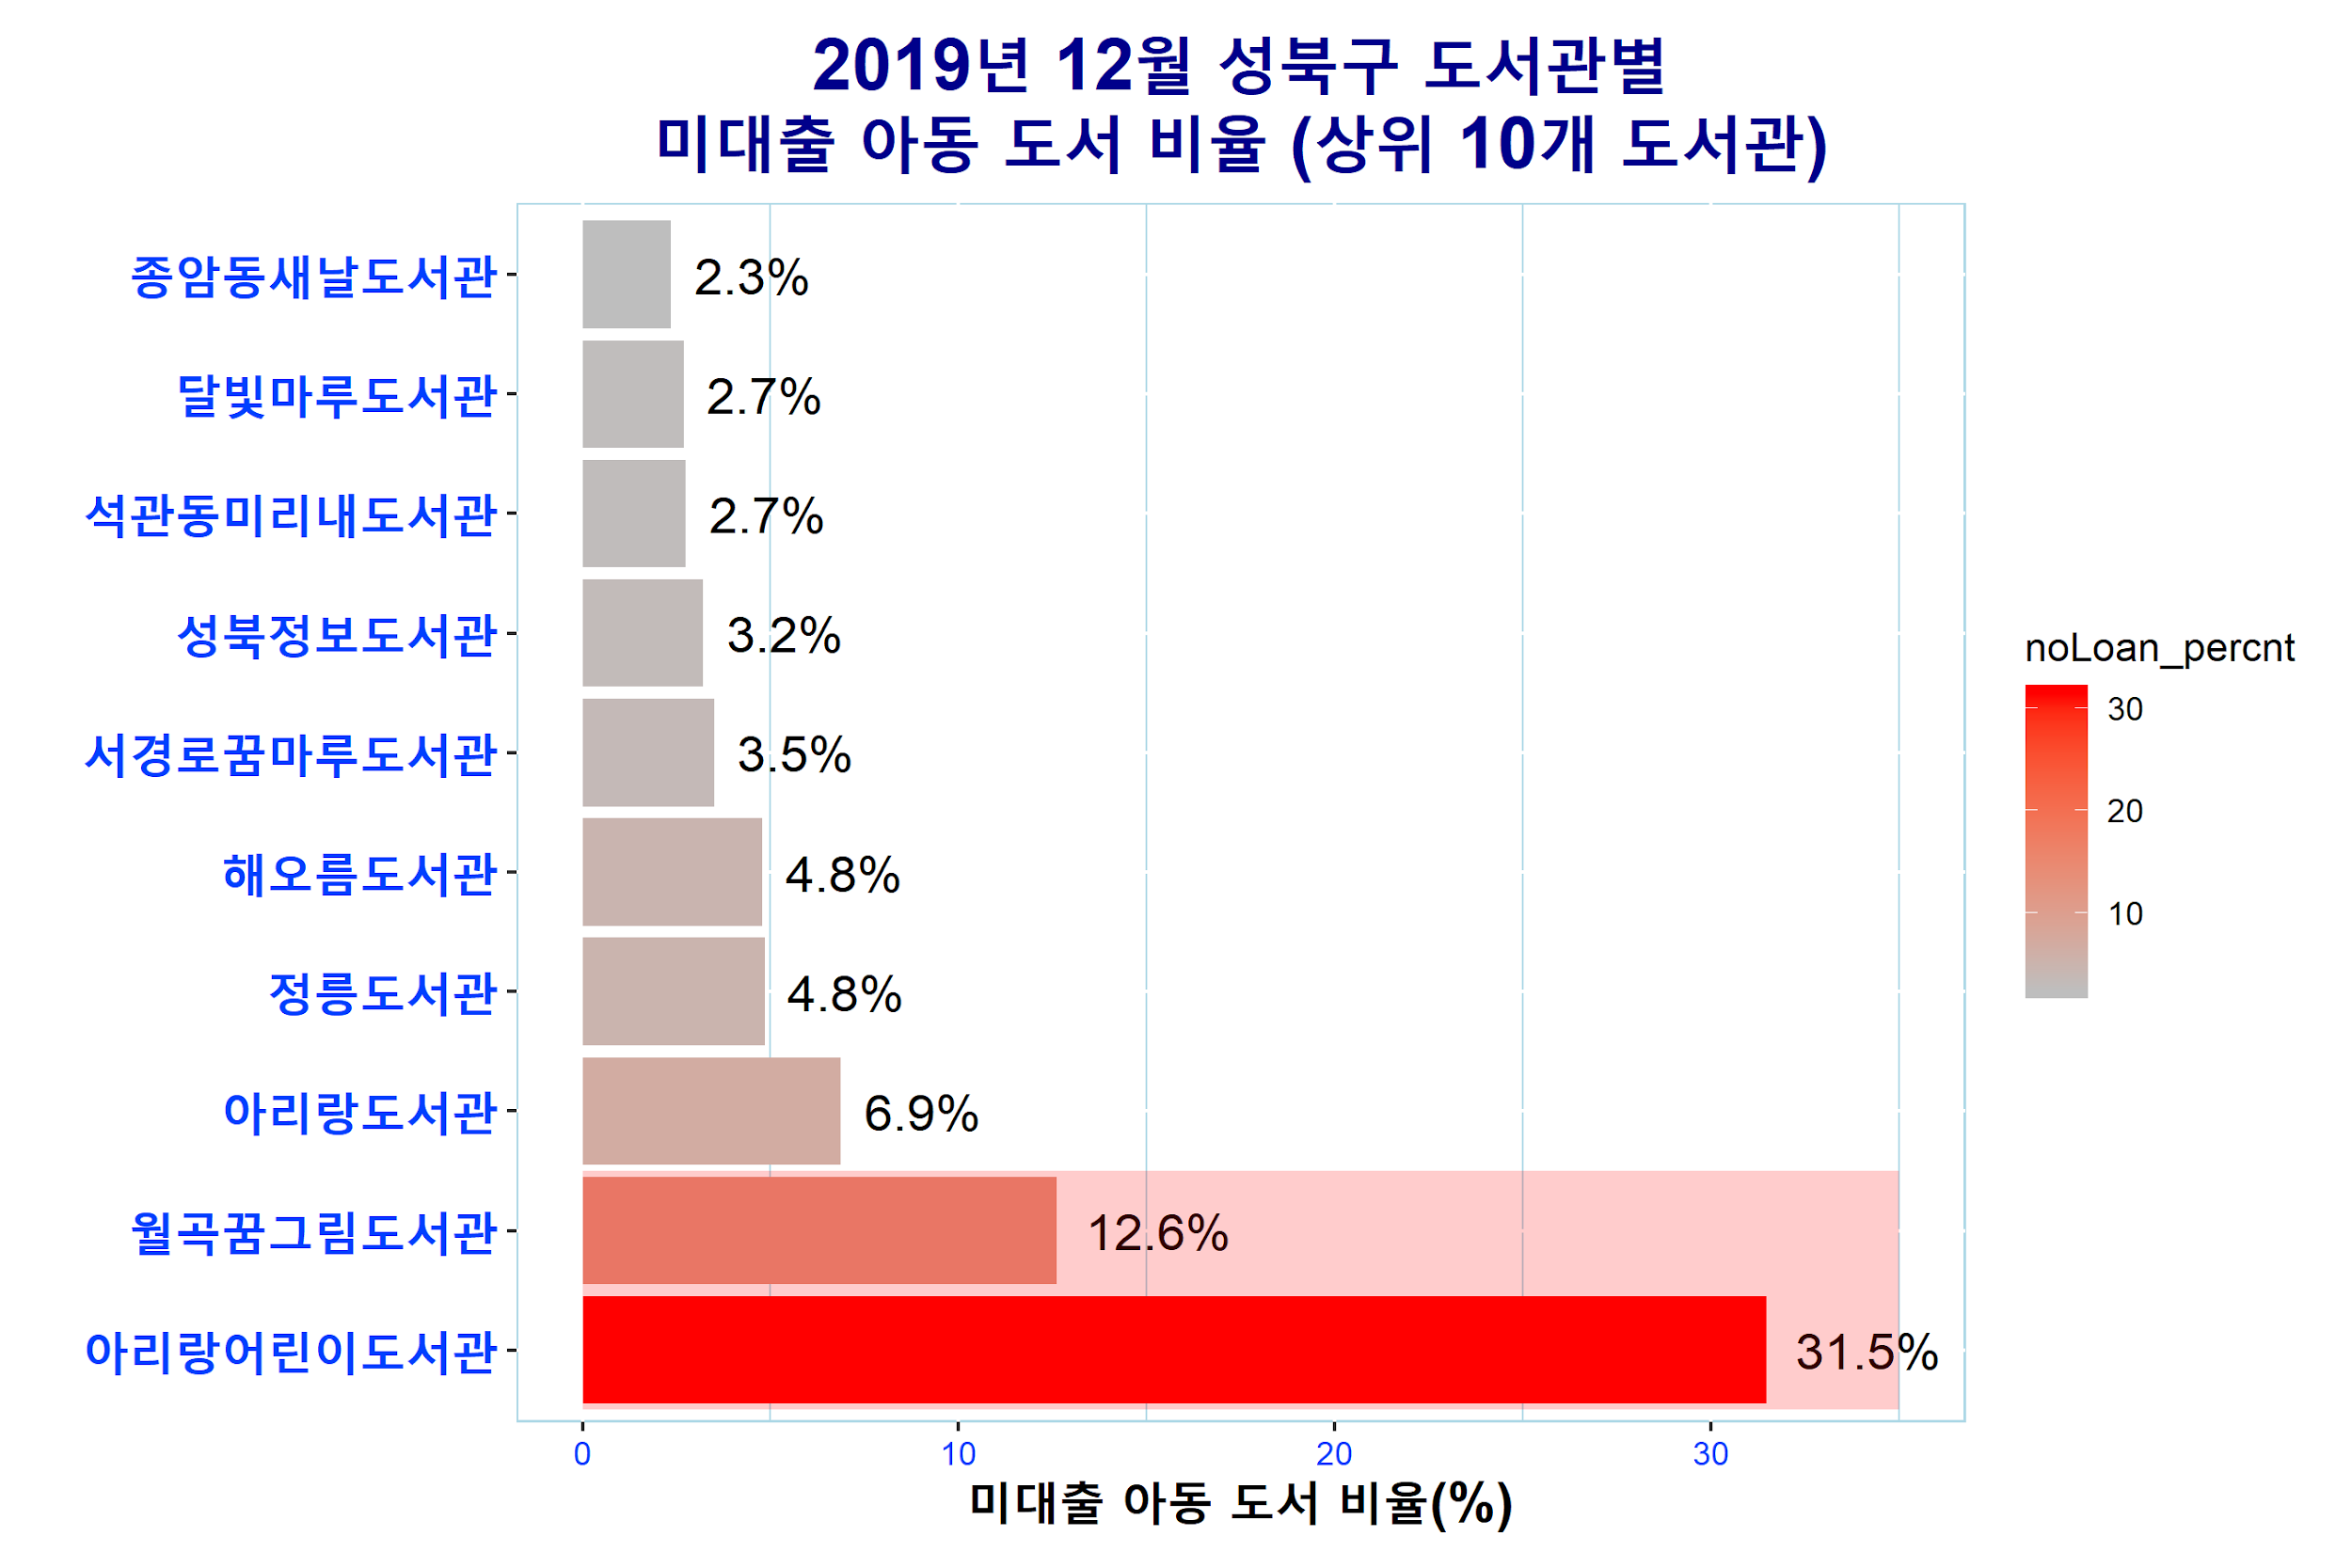 2019년 12월 성북구 도서관별
미대출 아동 도서 비율 (상위 10개 도서관)
종암동새날도서관 2.3%
달빛마루도서관 2.7%
석관동미리내도서관 2.7%
성북정보도서관 3.2%
서경로꿈마루도서관 3.5%
해오름도서관 4.8%
정릉도서관 4.8%
아리랑도서관 6.9%
월곡꿈그림도서관 12.6%
아리랑어린이도서관 31.5%
0 10 20 30
미대출 아동 도서 비율(%)
noLoan_percnt
30
20
10